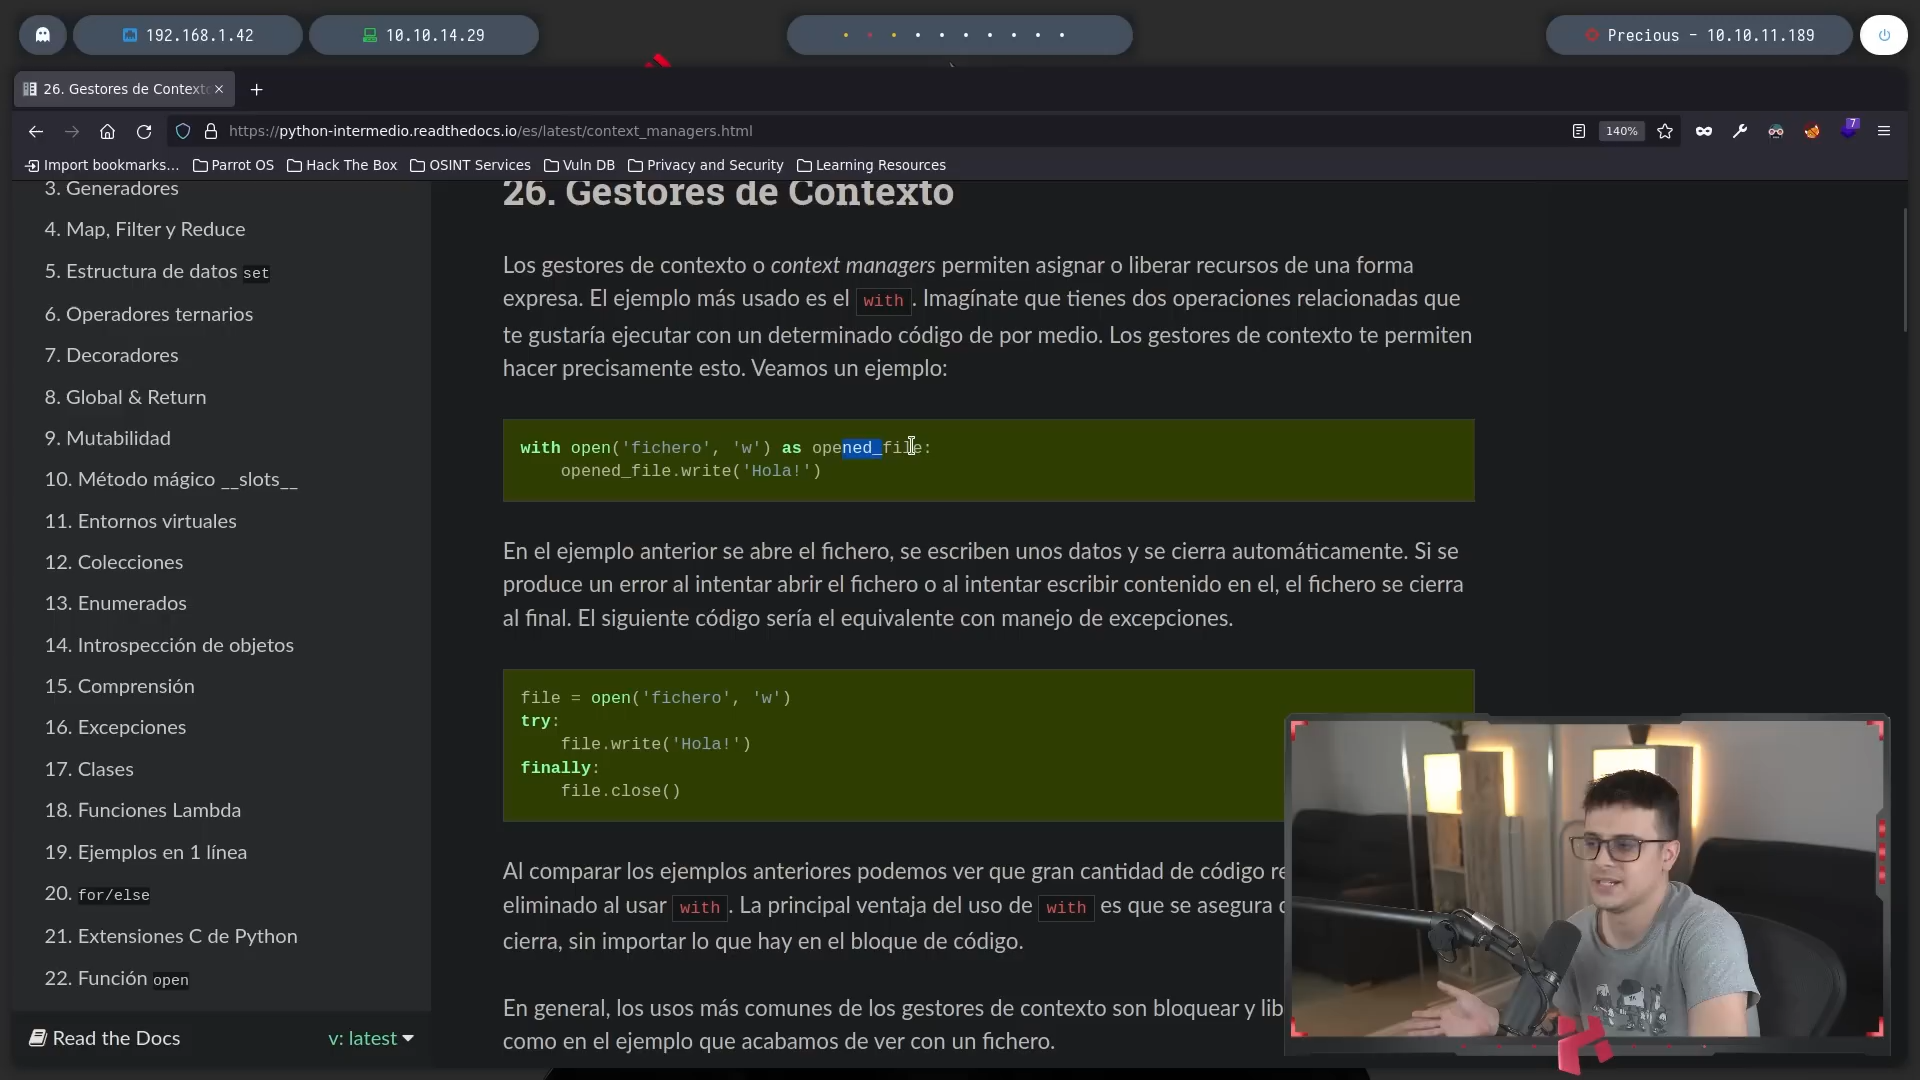 192.168.1.42
10.10.14.29
Precious - 10.10.11.189
26. Gestores de Contexto
https://python-intermedio.readthedocs.io/es/latest/context_managers.html
140%
7
Import bookmarks...
Parrot OS
Hack The Box
OSINT Services
Vuln DB
Privacy and Security
Learning Resources
3. Generadores
4. Map, Filter y Reduce
5. Estructura de datos set
6. Operadores ternarios
7. Decoradores
8. Global & Return
9. Mutabilidad
10. Método mágico __slots__
11. Entornos virtuales
12. Colecciones
13. Enumerados
14. Introspección de objetos
15. Comprensión
16. Excepciones
17. Clases
18. Funciones Lambda
19. Ejemplos en 1 línea
20. for/else
21. Extensiones C de Python
22. Función open
Read the Docs
v: latest
26. Gestores de Contexto
Los gestores de contexto o context managers permiten asignar o liberar recursos de una forma
expresa. El ejemplo más usado es el with. Imagínate que tienes dos operaciones relacionadas que
te gustaría ejecutar con un determinado código de por medio. Los gestores de contexto te permiten
hacer precisamente esto. Veamos un ejemplo:
with open('fichero', 'w') as opened_file:
    opened_file.write('Hola!')
En el ejemplo anterior se abre el fichero, se escriben unos datos y se cierra automáticamente. Si se
produce un error al intentar abrir el fichero o al intentar escribir contenido en el, el fichero se cierra
al final. El siguiente código sería el equivalente con manejo de excepciones.
file = open('fichero', 'w')
try:
    file.write('Hola!')
finally:
    file.close()
Al comparar los ejemplos anteriores podemos ver que gran cantidad de código re
eliminado al usar with. La principal ventaja del uso de with es que se asegura
cierra, sin importar lo que hay en el bloque de código.
En general, los usos más comunes de los gestores de contexto son bloquear y lib
como en el ejemplo que acabamos de ver con un fichero.